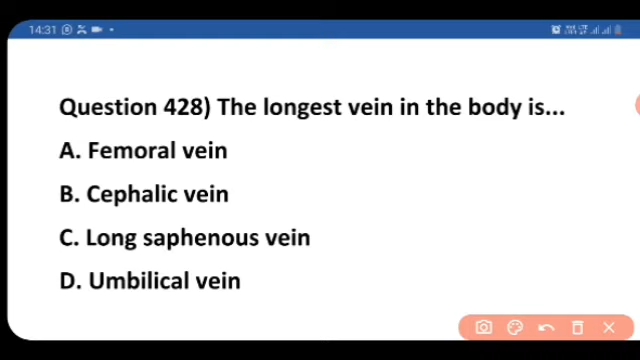 14:31
Question 428) The longest vein in the body is...
A. Femoral vein
B. Cephalic vein
C. Long saphenous vein
D. Umbilical vein